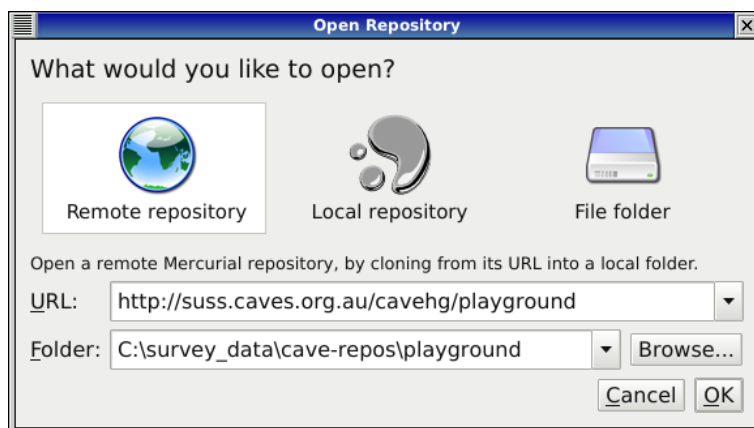 Open Repository
What would you like to open?
Remote repository
Local repository
File folder
Open a remote Mercurial repository, by cloning from its URL into a local folder.
URL: http://suss.caves.org.au/cavehg/playground
Folder: C:\survey_data\cave-repos\playground Browse...
Cancel OK